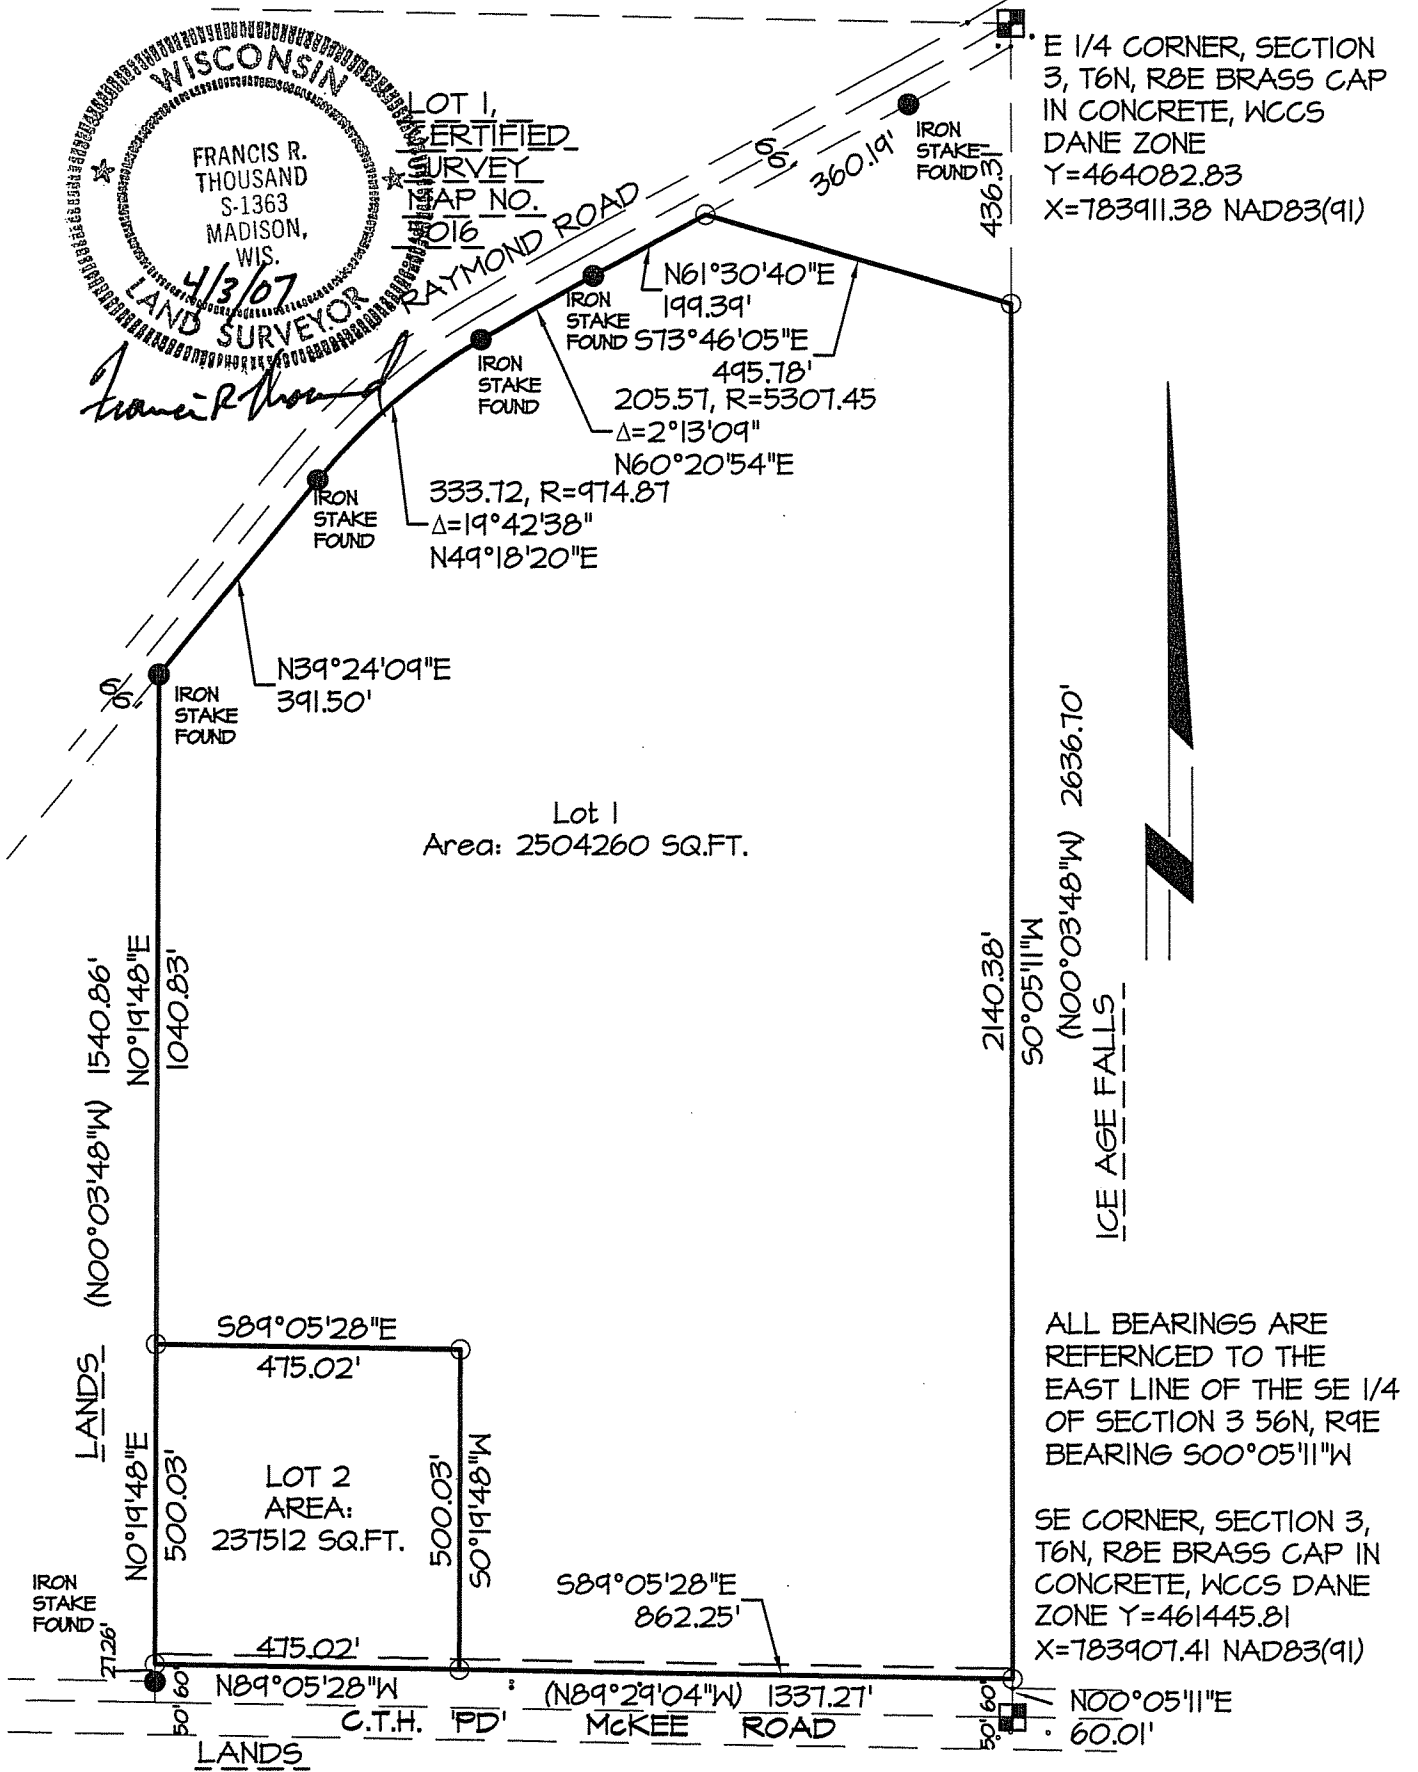 WISCONSIN
FRANCIS R.
THOUSAND
S-1363
MADISON,
WIS.
4/3/07
LAND SURVEYOR
LOT 1,
CERTIFIED
SURVEY
MAP NO.
RAYMOND ROAD
66'
360.19'
IRON
STAKE
FOUND
436.31
E 1/4 CORNER, SECTION
3, T6N, R8E BRASS CAP
IN CONCRETE, WCCS
DANE ZONE
Y=464082.83
X=783911.38 NAD83(91)
N61°30'40"E
199.39'
IRON
STAKE
FOUND
S73°46'05"E
495.78'
IRON
STAKE
FOUND
205.57, R=5307.45
Δ=2°13'09"
N60°20'54"E
IRON
STAKE
FOUND
333.72, R=974.87
Δ=19°42'38"
N49°18'20"E
N39°24'09"E
391.50'
66'
IRON
STAKE
FOUND
Lot 1
Area: 2504260 SQ.FT.
(N00°03'48"W) 1540.86'
N0°19'48"E
1040.83'
2140.38'
S0°05'11"W
(N00°03'48"W) 2636.70'
ICE AGE FALLS
S89°05'28"E
475.02'
LANDS
N0°19'48"E
500.03'
LOT 2
AREA:
237512 SQ.FT.
500.03'
S0°19'48"W
ALL BEARINGS ARE
REFERNCED TO THE
EAST LINE OF THE SE 1/4
OF SECTION 3 56N, R9E
BEARING S00°05'11"W
SE CORNER, SECTION 3,
T6N, R8E BRASS CAP IN
CONCRETE, WCCS DANE
ZONE Y=461445.81
X=783907.41 NAD83(91)
IRON
STAKE
FOUND
27.26'
S89°05'28"E
862.25'
475.02'
N89°05'28"W
(N89°29'04"W) 1337.27'
50' 60'
50' 60'
N00°05'11"E
60.01'
C.T.H. 'PD' McKEE ROAD
LANDS